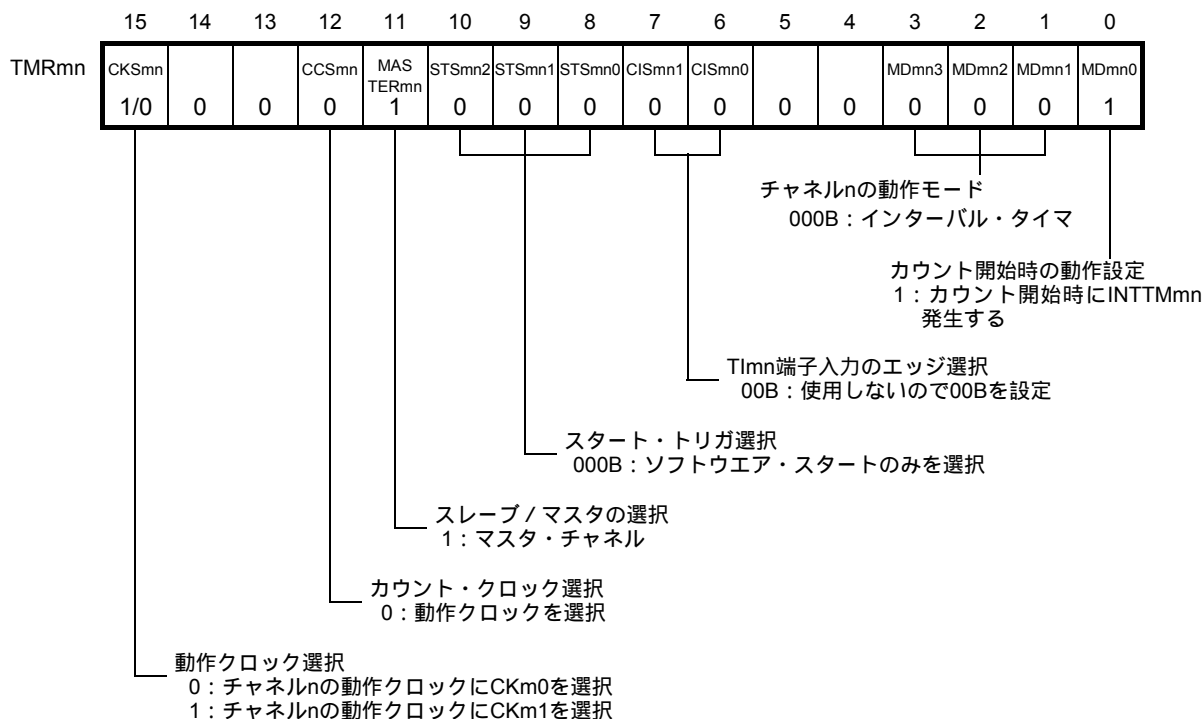 15 14 13 12 11 10 9 8 7 6 5 4 3 2 1 0
TMRmn CKSmn CCSmn MAS STSmn2 STSmn1 STSmn0 CISmn1 CISmn0 MDmn3 MDmn2 MDmn1 MDmn0
TERmn
1/0 0 0 0 1 0 0 0 0 0 0 0 0 0 0 1
チャネルnの動作モード
000B：インターバル・タイマ
カウント開始時の動作設定
1：カウント開始時にINTTMmn
発生する
TImn端子入力のエッジ選択
00B：使用しないので00Bを設定
スタート・トリガ選択
000B：ソフトウエア・スタートのみを選択
スレーブ／マスタの選択
1：マスタ・チャネル
カウント・クロック選択
0：動作クロックを選択
動作クロック選択
0：チャネルnの動作クロックにCKm0を選択
1：チャネルnの動作クロックにCKm1を選択